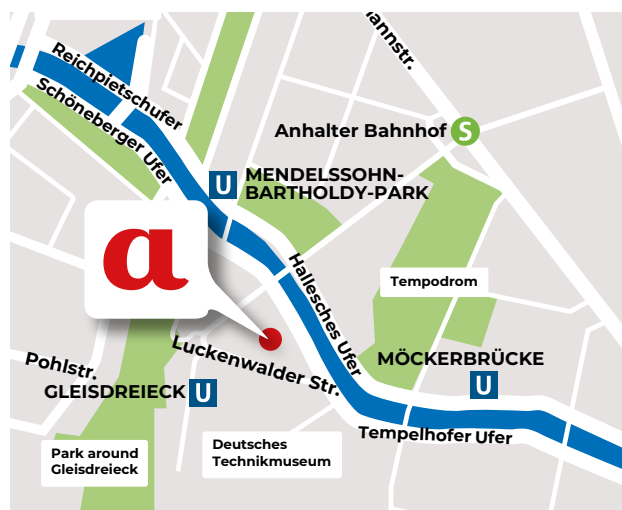 annstr.
Reichpietschufer
Schöneberger Ufer
Anhalter Bahnhof
S
U
MENDELSSOHN-
BARTHOLDY-PARK
a
Hallesches Ufer
Tempodrom
Luckenwalder Str.
Pohlstr.
MÖCKERBRÜCKE
U
GLEISDREIECK
U
Tempelhofer Ufer
Park around
Gleisdreieck
Deutsches
Technikmuseum